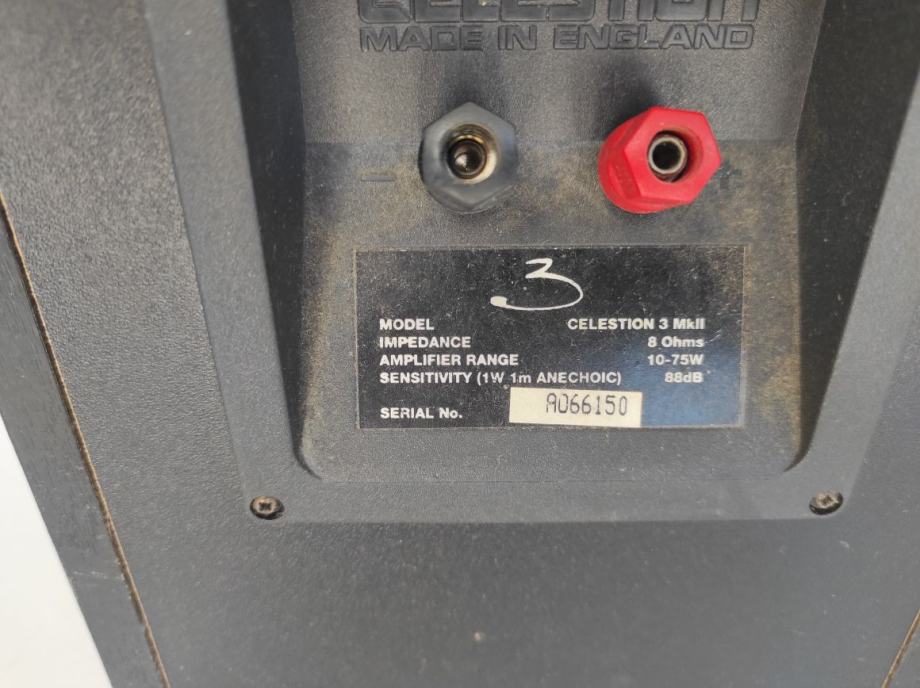 CELESTION
MADE IN ENGLAND
− +
3
MODEL CELESTION 3 MkII
IMPEDANCE 8 Ohms
AMPLIFIER RANGE 10-75W
SENSITIVITY (1W 1m ANECHOIC) 88dB
SERIAL No. A066150